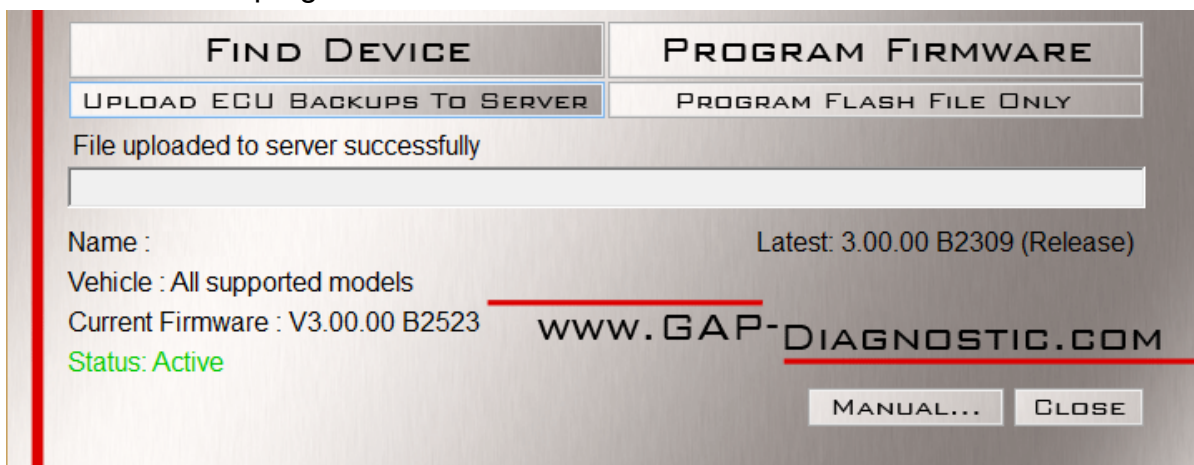 FIND DEVICE PROGRAM FIRMWARE
UPLOAD ECU BACKUPS TO SERVER PROGRAM FLASH FILE ONLY
File uploaded to server successfully
Name : Latest: 3.00.00 B2309 (Release)
Vehicle : All supported models
Current Firmware : V3.00.00 B2523
www.GAP-DIAGNOSTIC.COM
Status: Active
MANUAL... CLOSE